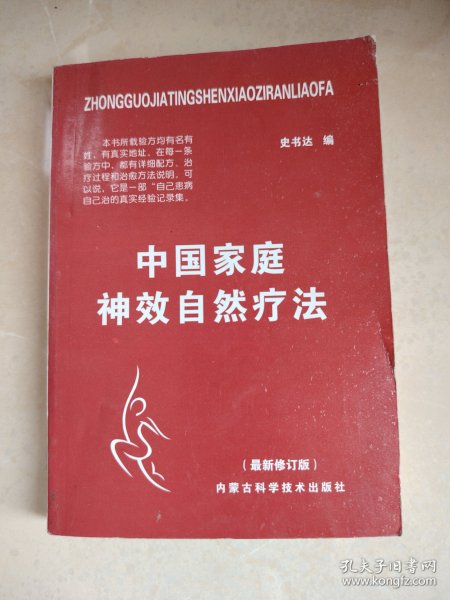 ZHONGGUOJIATINGSHENXIAOZIRANLIAOFA
本书所载验方均有名有
姓，有真实地址，在每一条
验方中，都有详细配方、治
疗过程和治愈方法说明，可
以说，它是一部“自己患病
自己治的真实经验记录集。
史书达 编
中国家庭
神效自然疗法
（最新修订版）
内蒙古科学技术出版社
孔夫子旧书网
www.kongfz.com